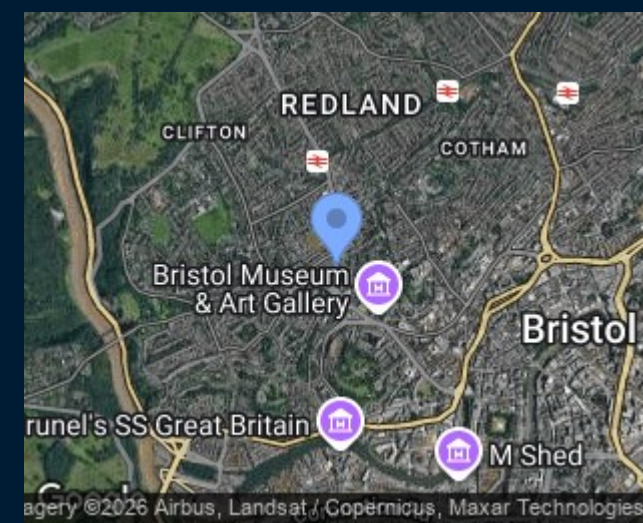 REDLAND
CLIFTON
COTHAM
Bristol Museum
& Art Gallery
Bristol
runel's SS Great Britain
M Shed
agery ©2026 Airbus, Landsat / Copernicus, Maxar Technologies